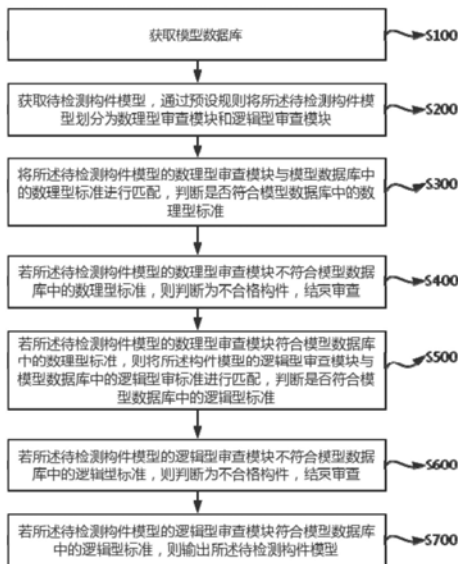 获取模型数据库
S100
获取待检测构件模型，通过预设规则将所述待检测构件模
型划分为数理型审查模块和逻辑型审查模块
S200
将所述待检测构件模型的数理型审查模块与模型数据库中
的数理型标准进行匹配，判断是否符合模型数据库中的数
理型标准
S300
若所述待检测构件模型的数理型审查模块不符合模型数据
库中的数理型标准，则判断为不合格构件，结束审查
S400
若所述待检测构件模型的数理型审查模块符合模型数据库
中的数理型标准，则将所述构件模型的逻辑型审查模块与
模型数据库中的逻辑型审标准进行匹配，判断是否符合模
型数据库中的逻辑型标准
S500
若所述待检测构件模型的逻辑型审查模块不符合模型数据
库中的逻辑型标准，则判断为不合格构件，结束审查
S600
若所述待检测构件模型的逻辑型审查模块符合模型数据库
中的逻辑型标准，则输出所述待检测构件模型
S700